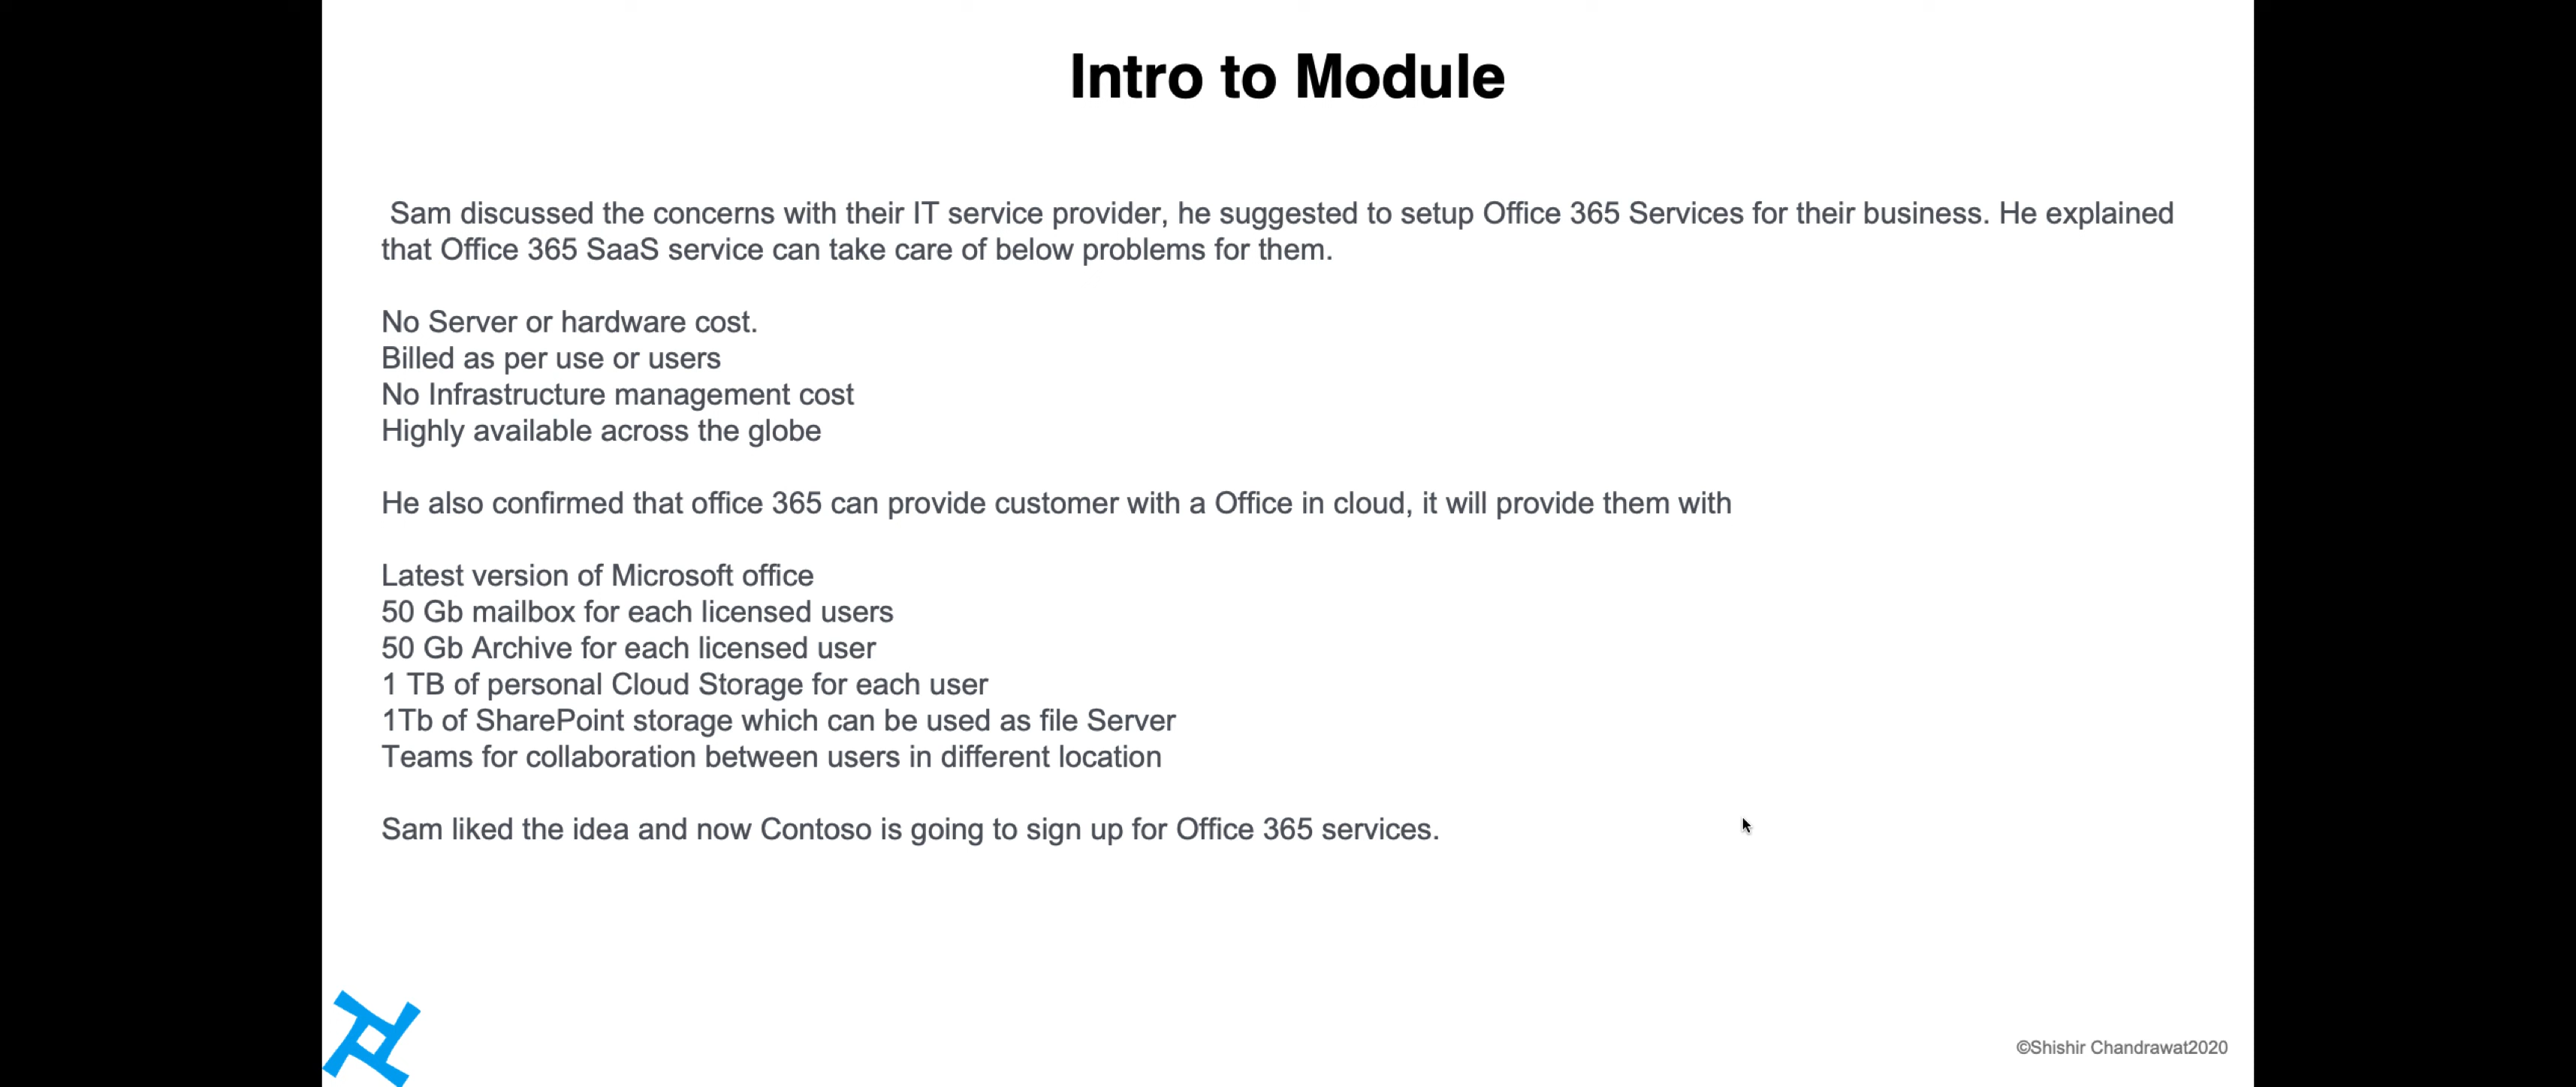 Intro to Module
Sam discussed the concerns with their IT service provider, he suggested to setup Office 365 Services for their business. He explained
that Office 365 SaaS service can take care of below problems for them.
No Server or hardware cost.
Billed as per use or users
No Infrastructure management cost
Highly available across the globe
He also confirmed that office 365 can provide customer with a Office in cloud, it will provide them with
Latest version of Microsoft office
50 Gb mailbox for each licensed users
50 Gb Archive for each licensed user
1 TB of personal Cloud Storage for each user
1Tb of SharePoint storage which can be used as file Server
Teams for collaboration between users in different location
Sam liked the idea and now Contoso is going to sign up for Office 365 services.
©Shishir Chandrawat2020